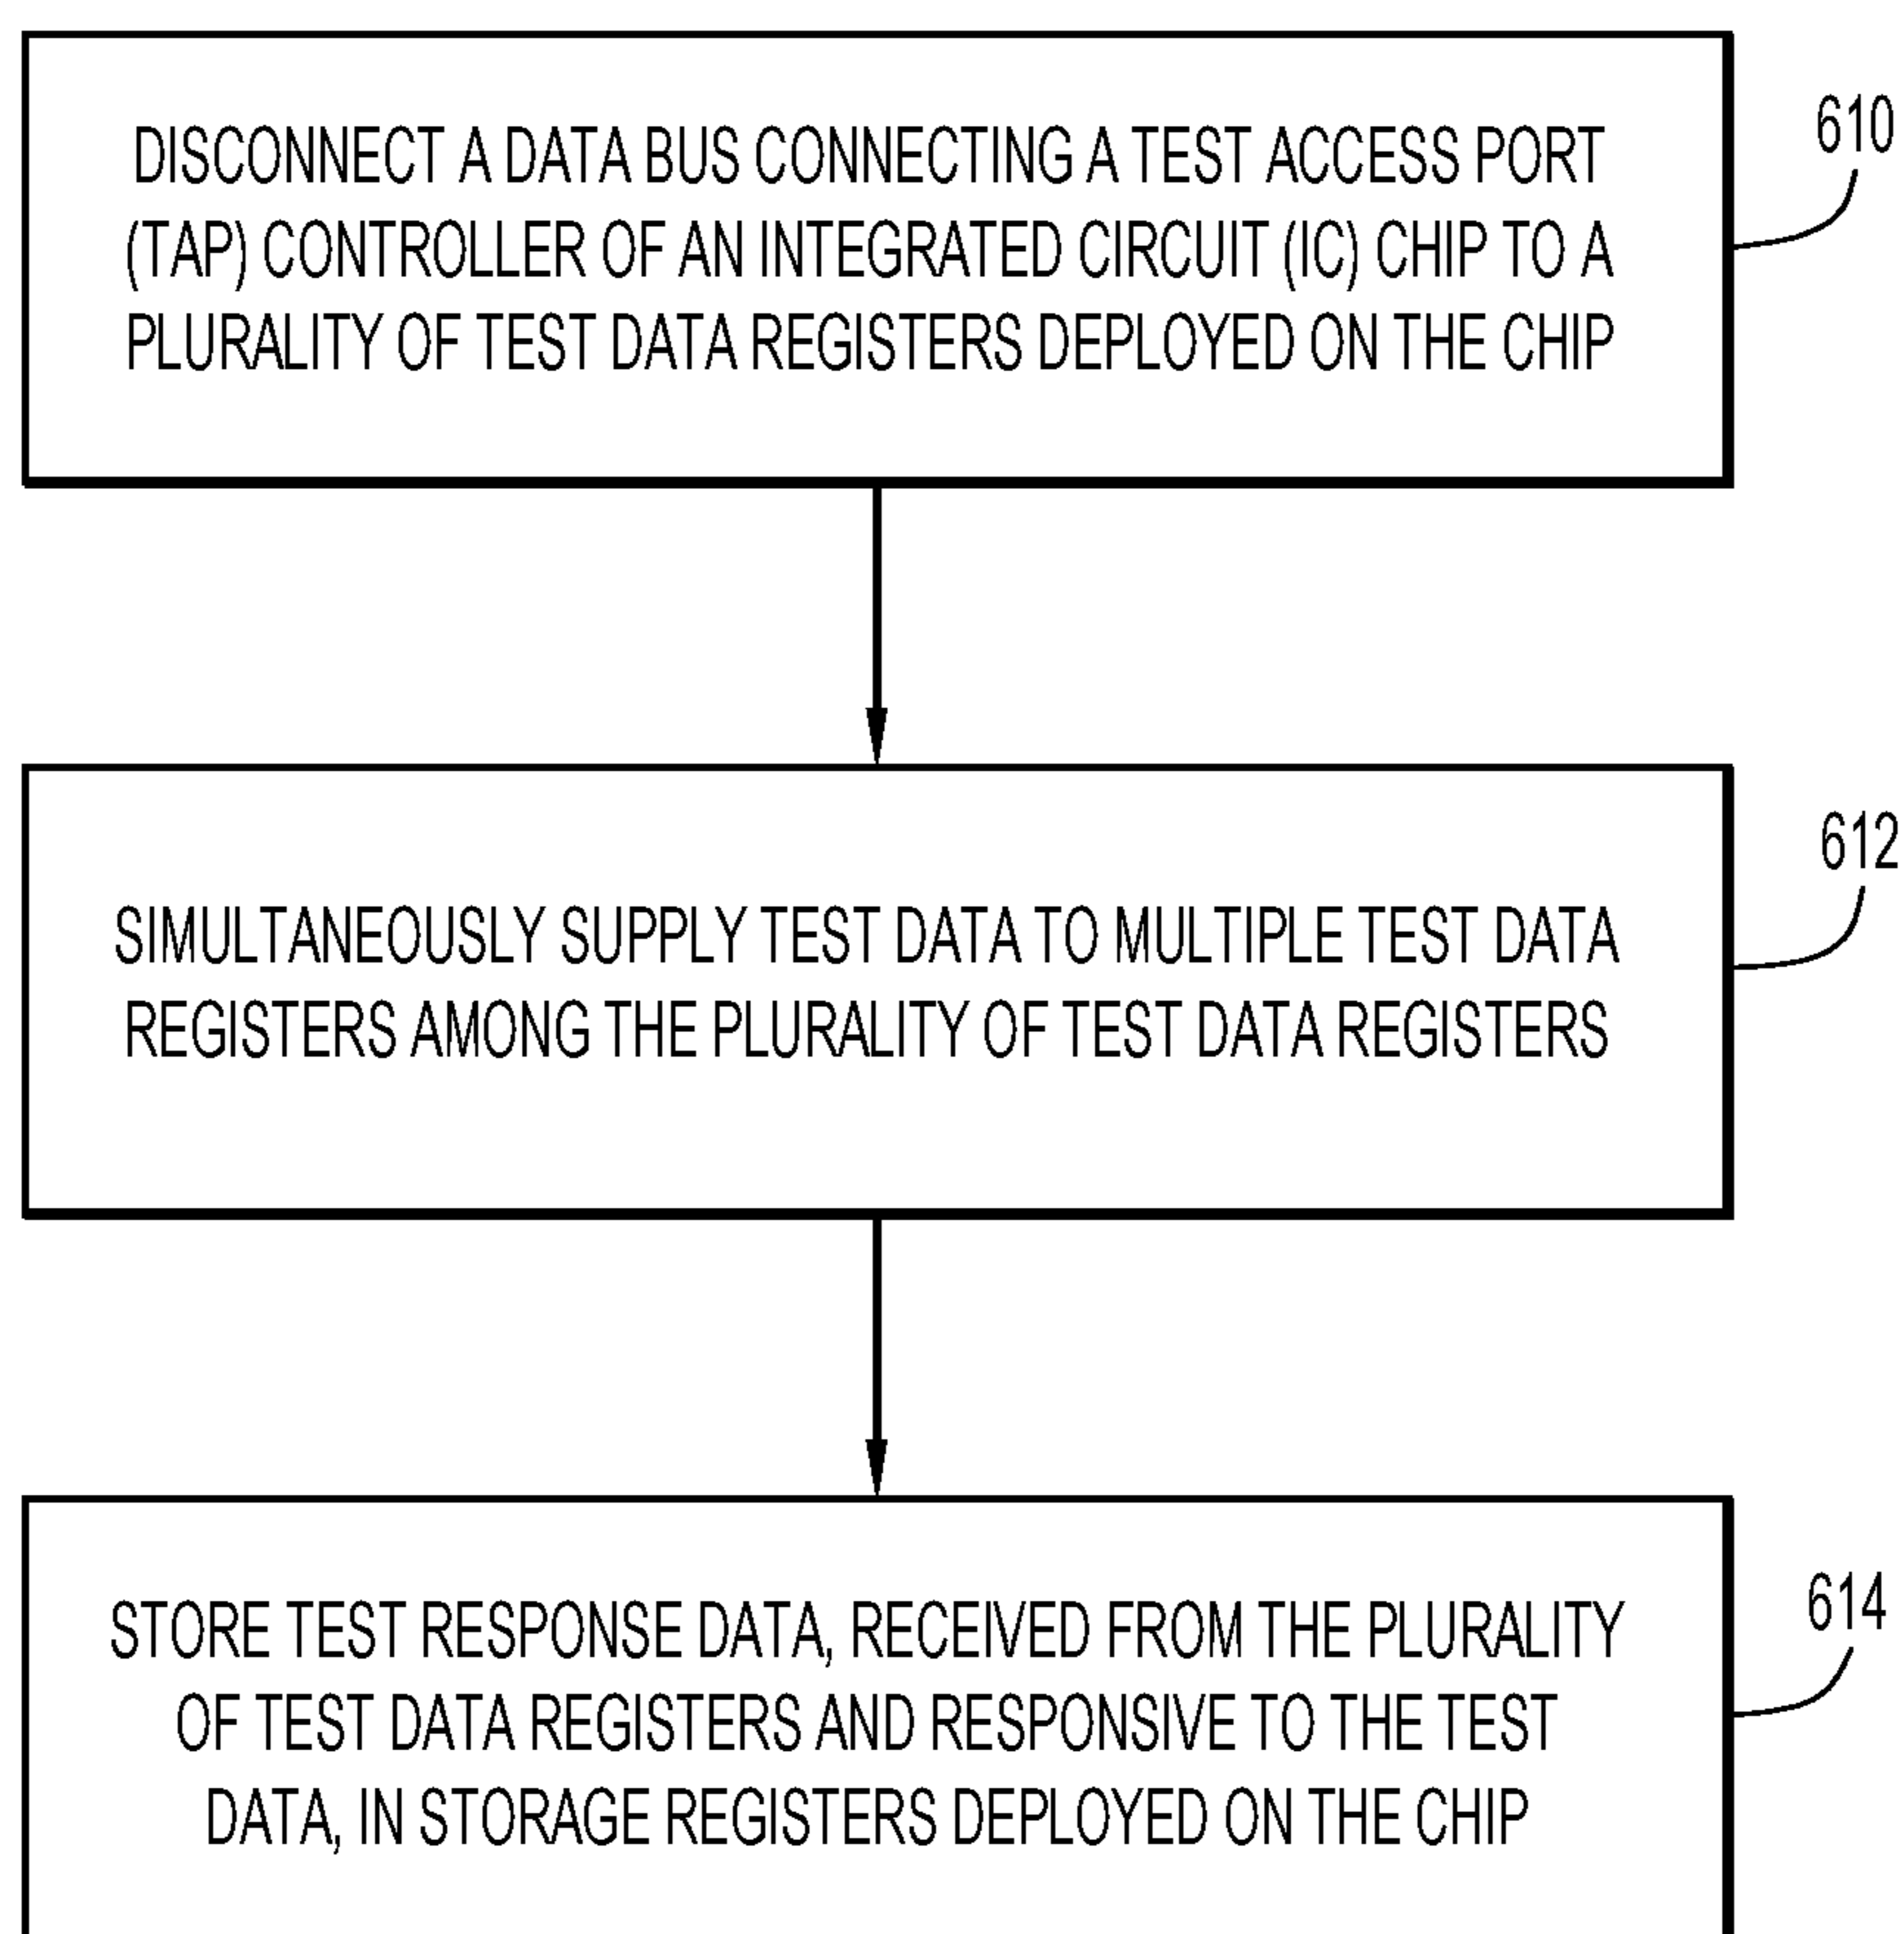 DISCONNECT A DATA BUS CONNECTING A TEST ACCESS PORT
(TAP) CONTROLLER OF AN INTEGRATED CIRCUIT (IC) CHIP TO A
PLURALITY OF TEST DATA REGISTERS DEPLOYED ON THE CHIP
610
SIMULTANEOUSLY SUPPLY TEST DATA TO MULTIPLE TEST DATA
REGISTERS AMONG THE PLURALITY OF TEST DATA REGISTERS
612
STORE TEST RESPONSE DATA, RECEIVED FROM THE PLURALITY
OF TEST DATA REGISTERS AND RESPONSIVE TO THE TEST
DATA, IN STORAGE REGISTERS DEPLOYED ON THE CHIP
614